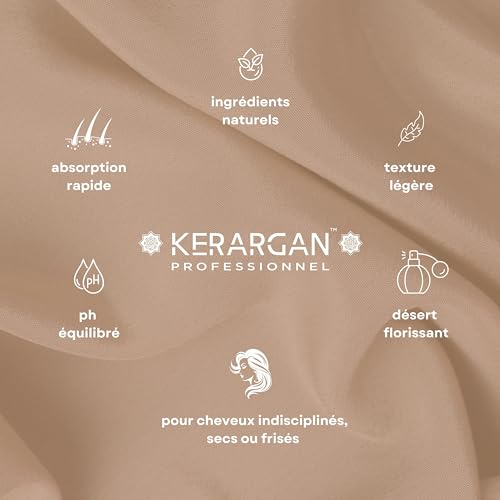 ingrédients
naturels
absorption
rapide
texture
légère
KERARGAN™
PROFESSIONNEL
pH
ph
équilibré
désert
florissant
pour cheveux indisciplinés,
secs ou frisés